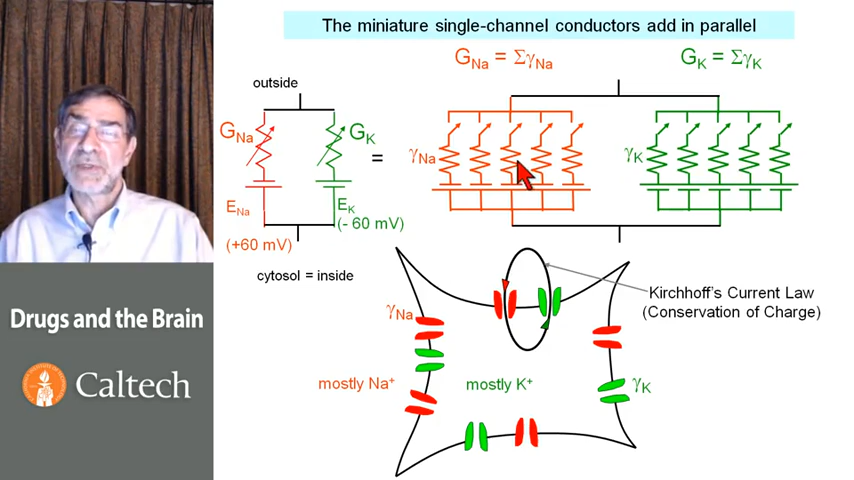 The miniature single-channel conductors add in parallel
G_Na = Σγ_Na
G_K = Σγ_K
outside
G_Na
G_K
=
γ_Na
γ_K
E_Na
(+60 mV)
E_K
(- 60 mV)
cytosol = inside
Kirchhoff's Current Law
(Conservation of Charge)
γ_Na
mostly Na⁺
mostly K⁺
γ_K
Drugs and the Brain
Caltech